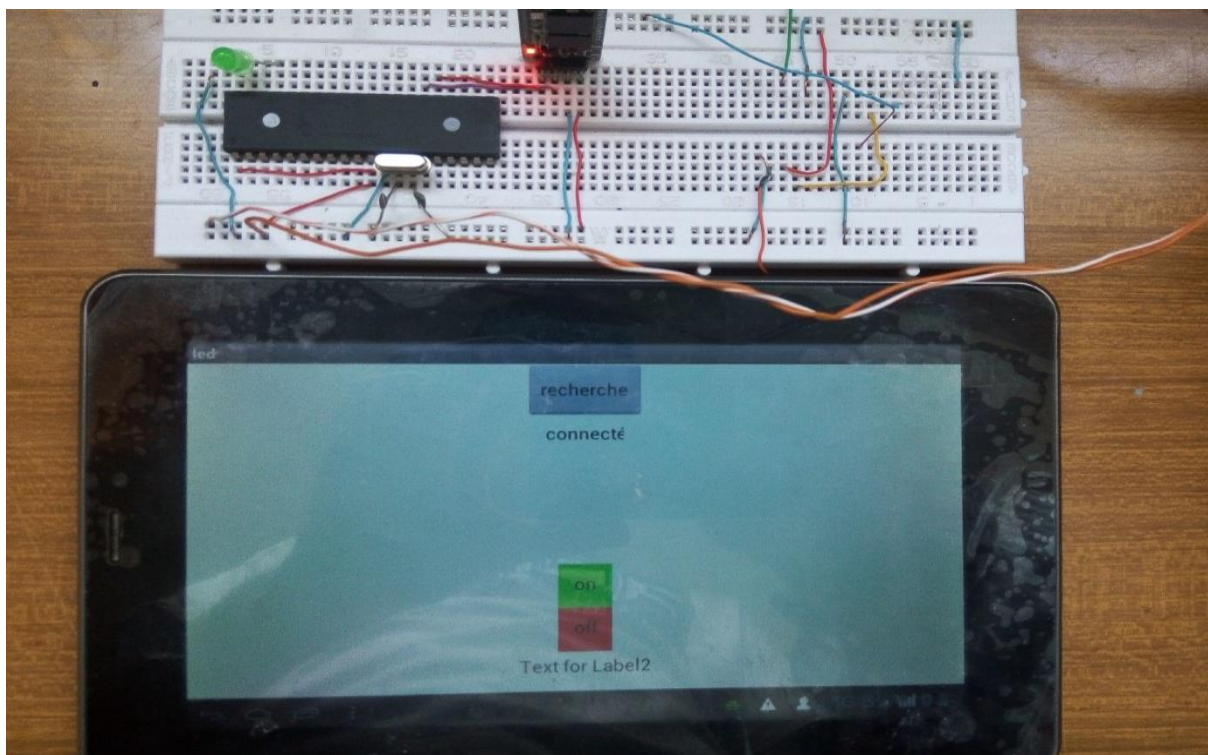 led
recherche
connecté
on
off
Text for Label2